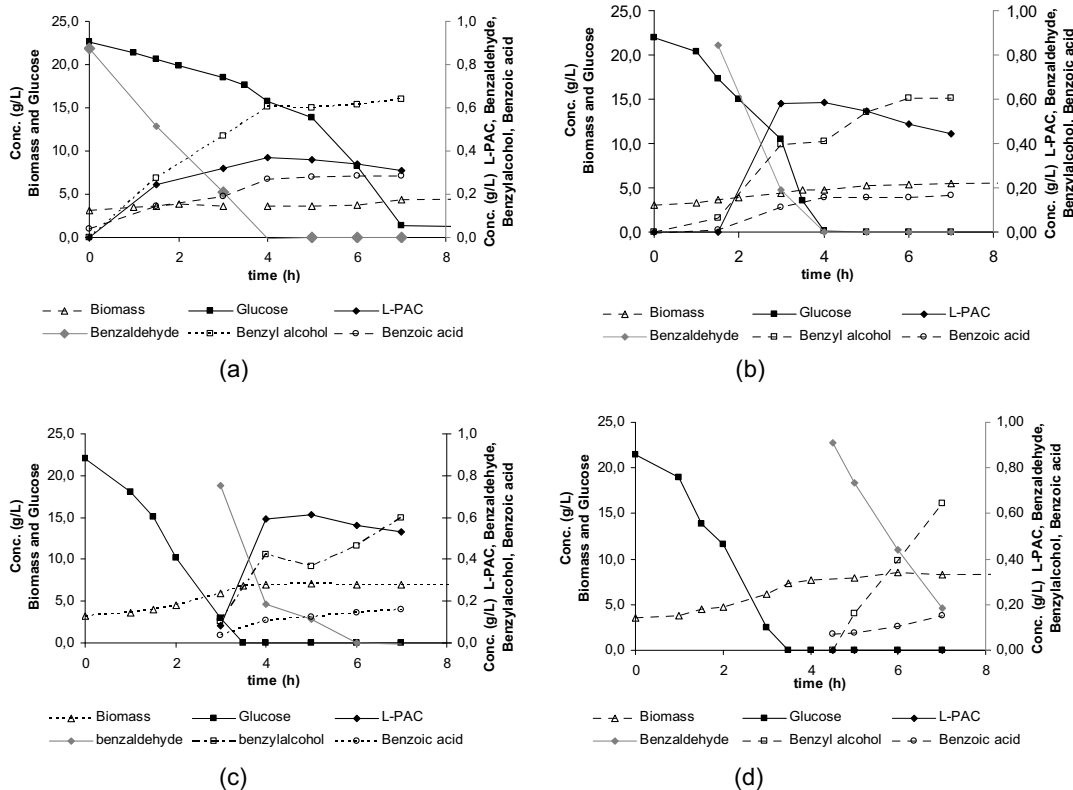 Conc. (g/L)
Biomass and Glucose
25,0
20,0
15,0
10,0
5,0
0,0
1,0
0,8
0,6
0,4
0,2
0,0
Conc. (g/L) L-PAC, Benzaldehyde,
Benzylalcohol, Benzoic acid
0 2 4 6 8
time (h)
Biomass Glucose L-PAC
Benzaldehyde Benzyl alcohol Benzoic acid
(a)
Conc. (g/L)
Biomass and Glucose
25,0
20,0
15,0
10,0
5,0
0,0
1,00
0,80
0,60
0,40
0,20
0,00
Conc. (g/L) L-PAC, Benzaldehyde,
Benzylalcohol, Benzoic acid
0 2 4 6 8
time (h)
Biomass Glucose L-PAC
Benzaldehyde Benzyl alcohol Benzoic acid
(b)
Conc. (g/L)
Biomass and Glucose
25,0
20,0
15,0
10,0
5,0
0,0
1,0
0,8
0,6
0,4
0,2
0,0
Conc. (g/L) L-PAC, Benzaldehyde,
Benzylalcohol, Benzoic acid
0 2 4 6 8
time (h)
Biomass Glucose L-PAC
benzaldehyde benzylalcohol Benzoic acid
(c)
Conc. (g/L)
Biomass and Glucose
25,0
20,0
15,0
10,0
5,0
0,0
1,00
0,80
0,60
0,40
0,20
0,00
Conc. (g/L) L-PAC, Benzaldehyde,
Benzylalcohol, Benzoic acid
0 2 4 6 8
time (h)
Biomass Glucose L-PAC
Benzaldehyde Benzyl alcohol Benzoic acid
(d)